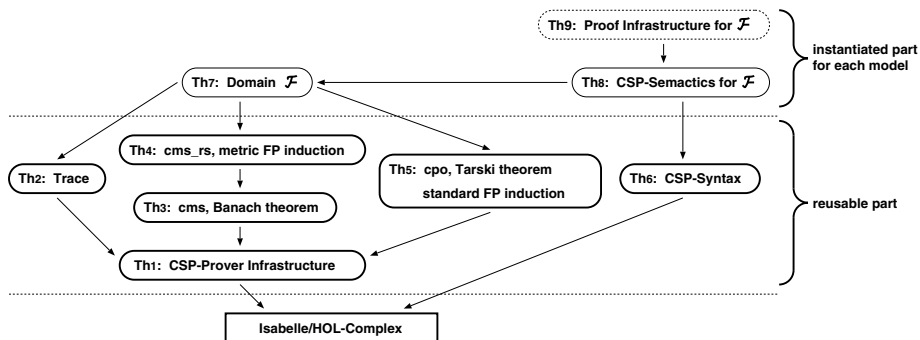 Th9: Proof Infrastructure for F
instantiated part
for each model
Th7: Domain F
Th8: CSP-Semactics for F
Th4: cms_rs, metric FP induction
Th5: cpo, Tarski theorem
standard FP induction
Th2: Trace
Th6: CSP-Syntax
Th3: cms, Banach theorem
reusable part
Th1: CSP-Prover Infrastructure
Isabelle/HOL-Complex